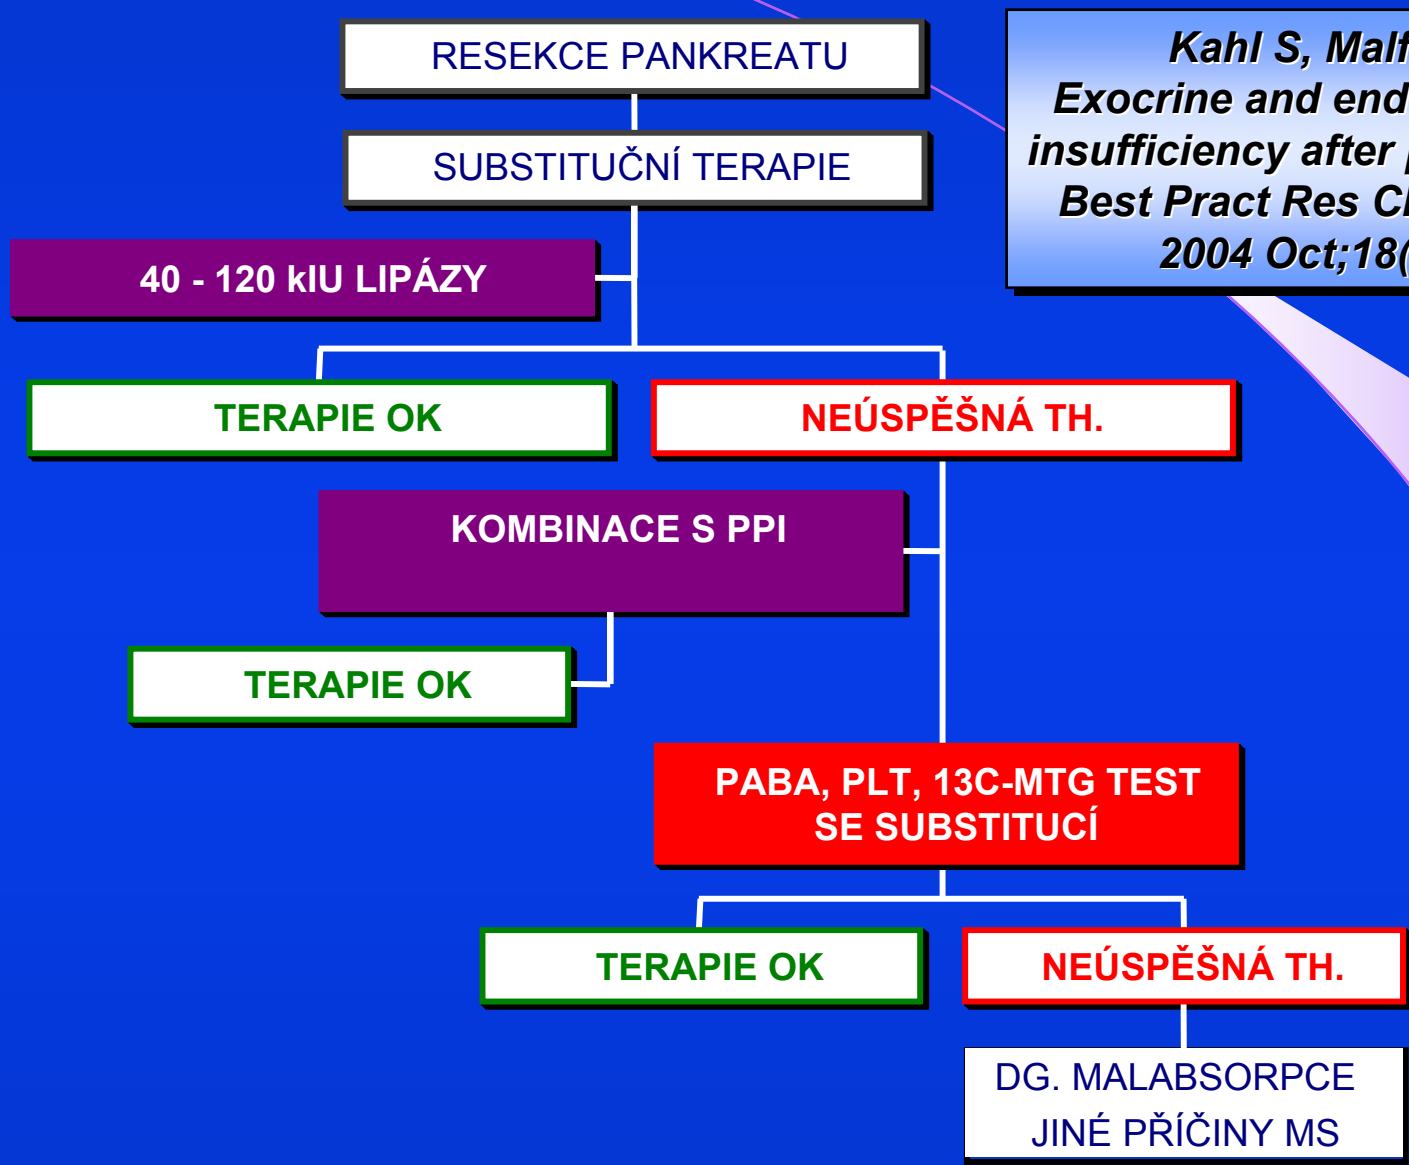 RESEKCE PANKREATU
Kahl S, Malf
Exocrine and end
insufficiency after
Best Pract Res Cl
2004 Oct;18(
SUBSTITUČNÍ TERAPIE
40 - 120 kIU LIPÁZY
TERAPIE OK
NEÚSPĚŠNÁ TH.
KOMBINACE S PPI
TERAPIE OK
PABA, PLT, 13C-MTG TEST
SE SUBSTITUCÍ
TERAPIE OK
NEÚSPĚŠNÁ TH.
DG. MALABSORPCE
JINÉ PŘÍČINY MS